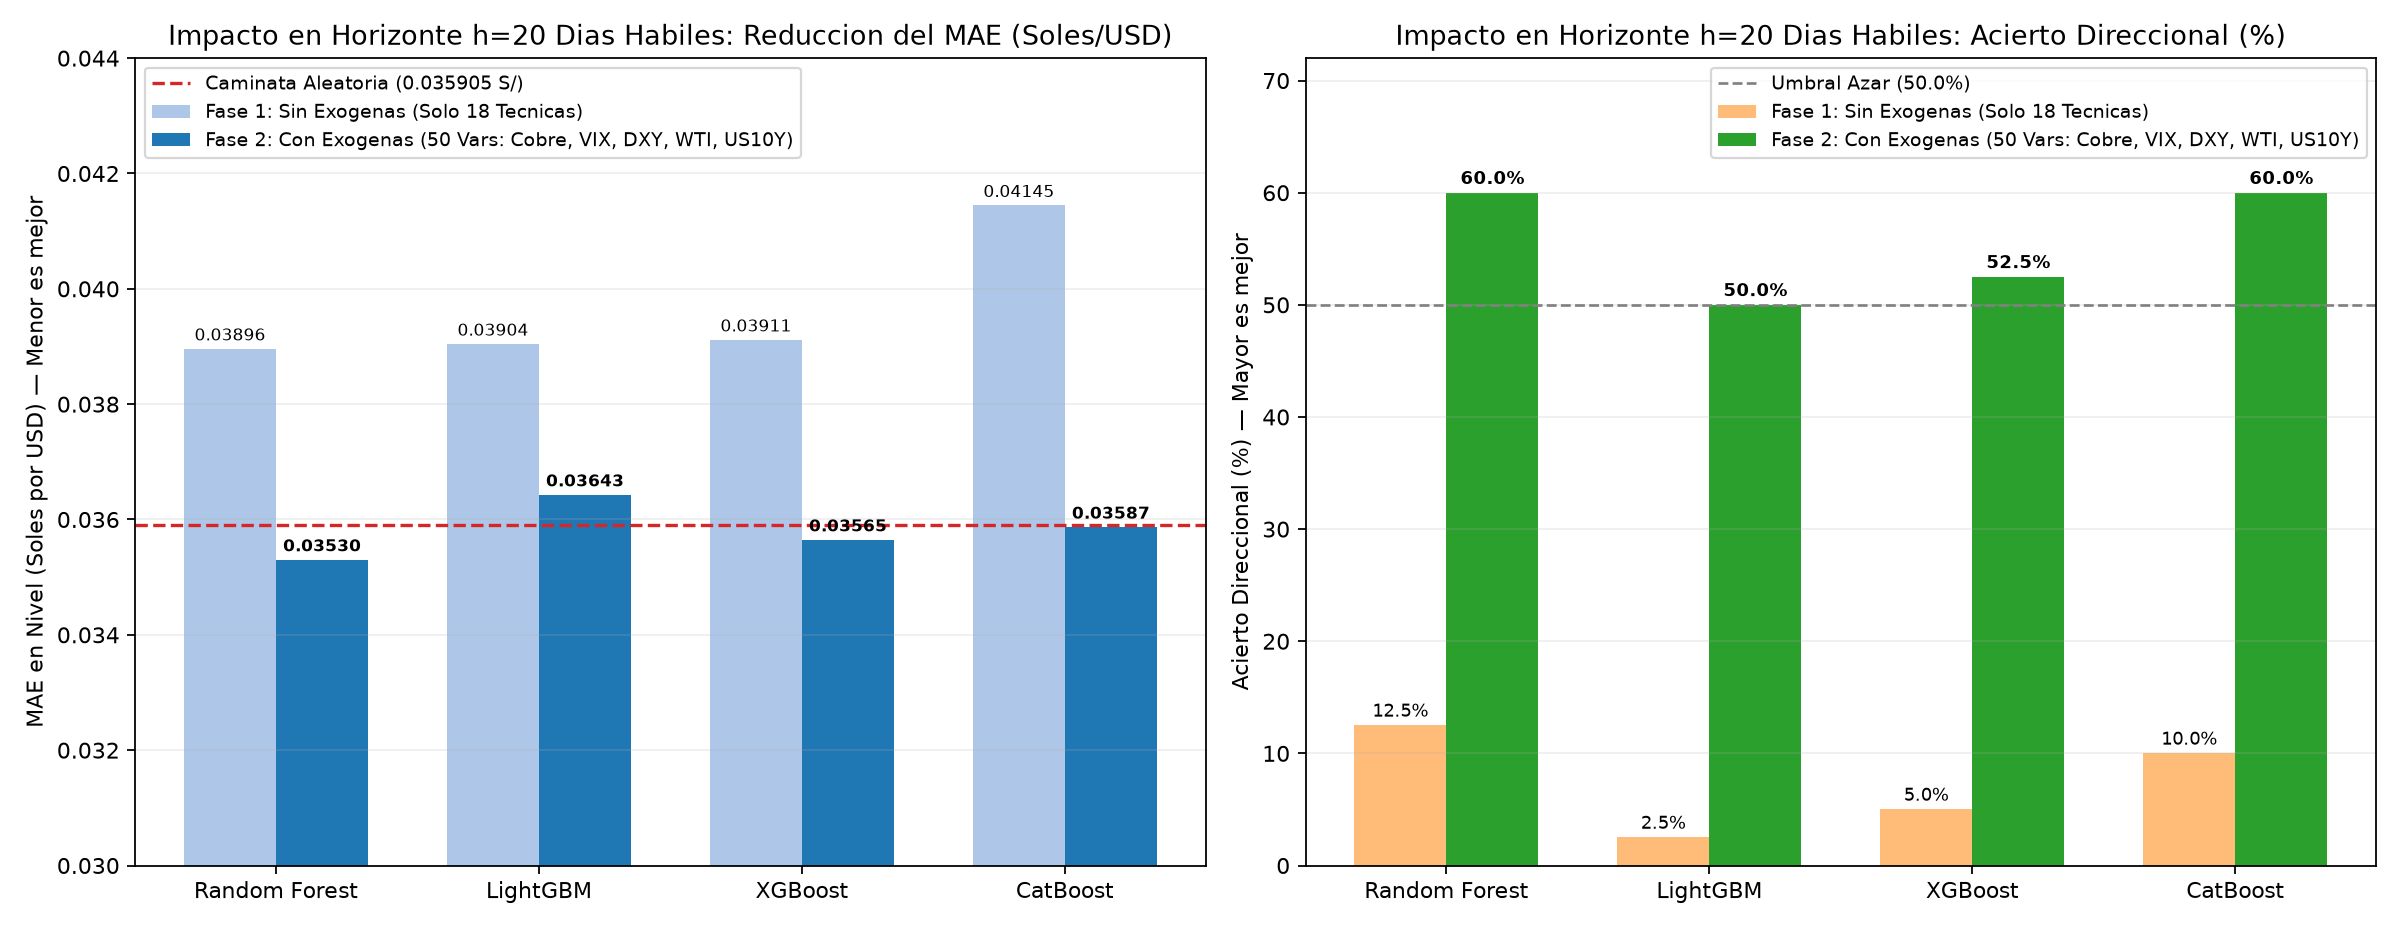 Impacto en Horizonte h=20 Dias Habiles: Reduccion del MAE (Soles/USD)
MAE en Nivel (Soles por USD) — Menor es mejor
0.044
0.042
0.040
0.038
0.036
0.034
0.032
0.030
Caminata Aleatoria (0.035905 S/)
Fase 1: Sin Exogenas (Solo 18 Tecnicas)
Fase 2: Con Exogenas (50 Vars: Cobre, VIX, DXY, WTI, US10Y)
0.03896
0.03530
0.03904
0.03643
0.03911
0.03565
0.04145
0.03587
Random Forest
LightGBM
XGBoost
CatBoost
Impacto en Horizonte h=20 Dias Habiles: Acierto Direccional (%)
Acierto Direccional (%) — Mayor es mejor
70
60
50
40
30
20
10
0
Umbral Azar (50.0%)
Fase 1: Sin Exogenas (Solo 18 Tecnicas)
Fase 2: Con Exogenas (50 Vars: Cobre, VIX, DXY, WTI, US10Y)
12.5%
60.0%
2.5%
50.0%
5.0%
52.5%
10.0%
60.0%
Random Forest
LightGBM
XGBoost
CatBoost